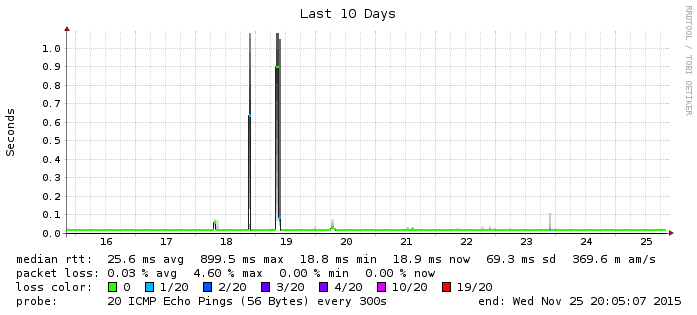 Last 10 Days
RRDTOOL / TOBI OETIKER
Seconds
1.0
0.9
0.8
0.7
0.6
0.5
0.4
0.3
0.2
0.1
0.0
16 17 18 19 20 21 22 23 24 25
median rtt: 25.6 ms avg 899.5 ms max 18.8 ms min 18.9 ms now 69.3 ms sd 369.6 m am/s
packet loss: 0.03 % avg 4.60 % max 0.00 % min 0.00 % now
loss color: 0 1/20 2/20 3/20 4/20 10/20 19/20
probe: 20 ICMP Echo Pings (56 Bytes) every 300s end: Wed Nov 25 20:05:07 2015